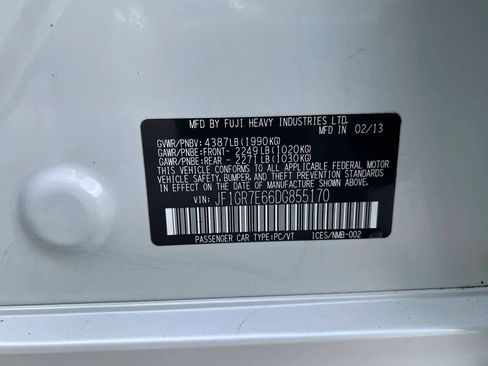 MFD BY FUJI HEAVY INDUSTRIES LTD.
MFD IN 02/13
GVWR/PNBV: 4387LB(1990KG)
GAWR/PNBE:FRONT- 2249LB(1020KG)
GAWR/PNBE:REAR - 2271LB(1030KG)
THIS VEHICLE CONFORMS TO ALL APPLICABLE FEDERAL MOTOR
VEHICLE SAFETY, BUMPER, AND THEFT PREVENTION STANDARDS
IN EFFECT ON THE DATE OF MANUFACTURE SHOWN ABOVE.
VIN: JF1GR7E66DG855170
PASSENGER CAR TYPE:PC/VT ICES/NMB-002